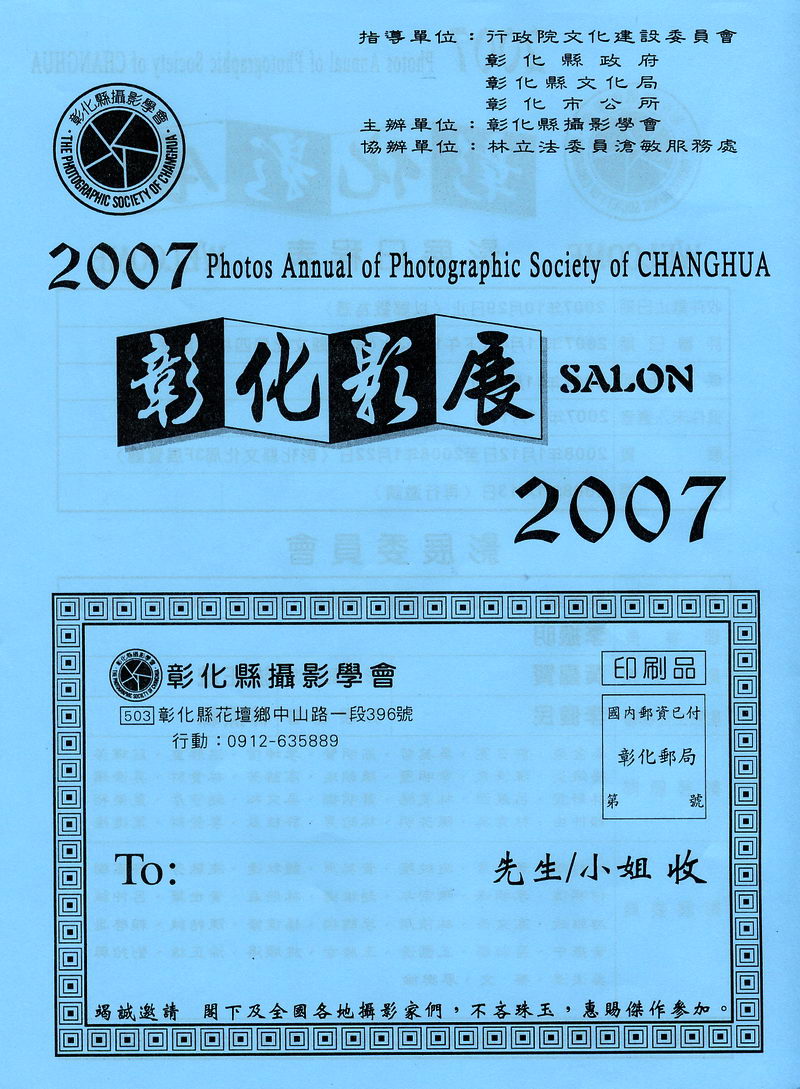 指導單位：行政院文化建設委員會
彰化縣政府
彰化縣文化局
彰化市公所
主辦單位：彰化縣攝影學會
協辦單位：林立法委員滄敏服務處
彰化縣攝影學會
THE PHOTOGRAPHIC SOCIETY OF CHANGHUA
2007 Photos Annual of Photographic Society of CHANGHUA
彰化影展 SALON
2007
彰化縣攝影學會
503 彰化縣花壇鄉中山路一段396號
行動：0912-635889
印刷品
國內郵資已付
彰化郵局
第 號
To:
先生/小姐 收
竭誠邀請 閣下及全國各地攝影家們，不吝珠玉，惠賜傑作參加。